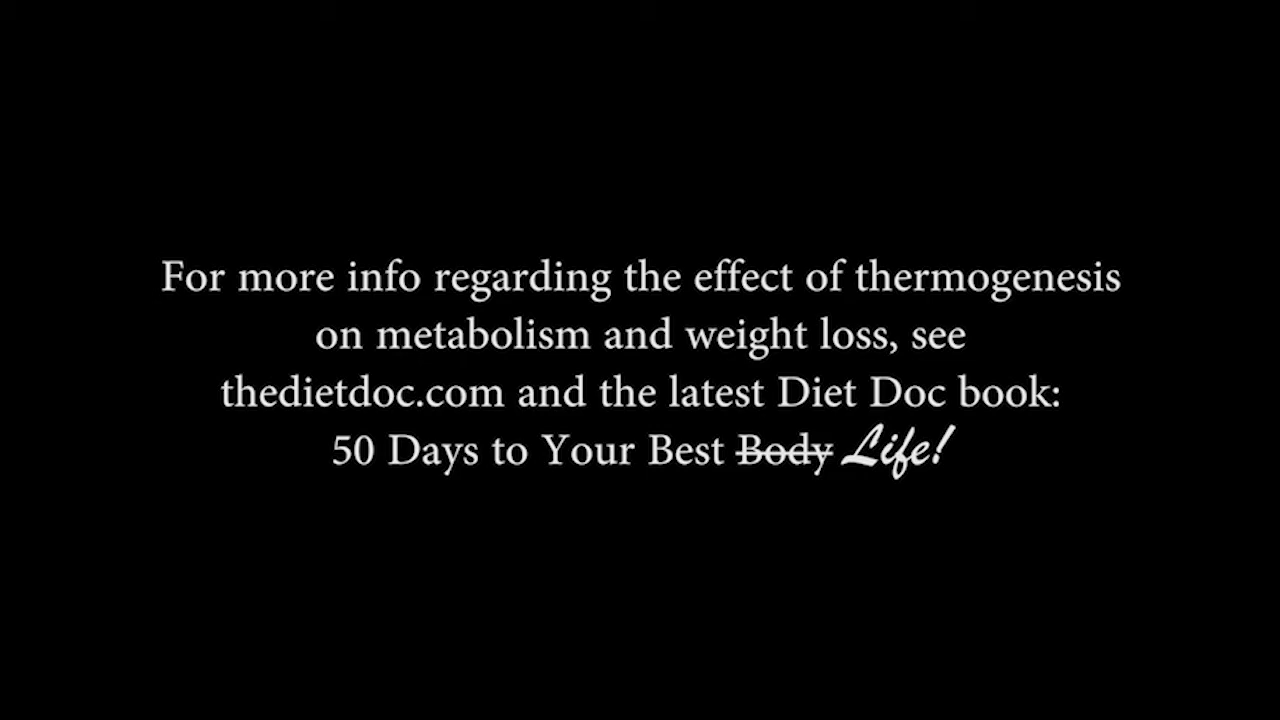 For more info regarding the effect of thermogenesis
on metabolism and weight loss, see
thedietdoc.com and the latest Diet Doc book:
50 Days to Your Best Body Life!